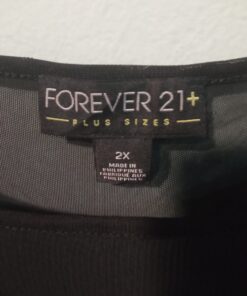 FOREVER 21+
PLUS SIZES
2X
MADE IN
PHILIPPINES
FABRIQUÉ AUX
PHILIPPINES